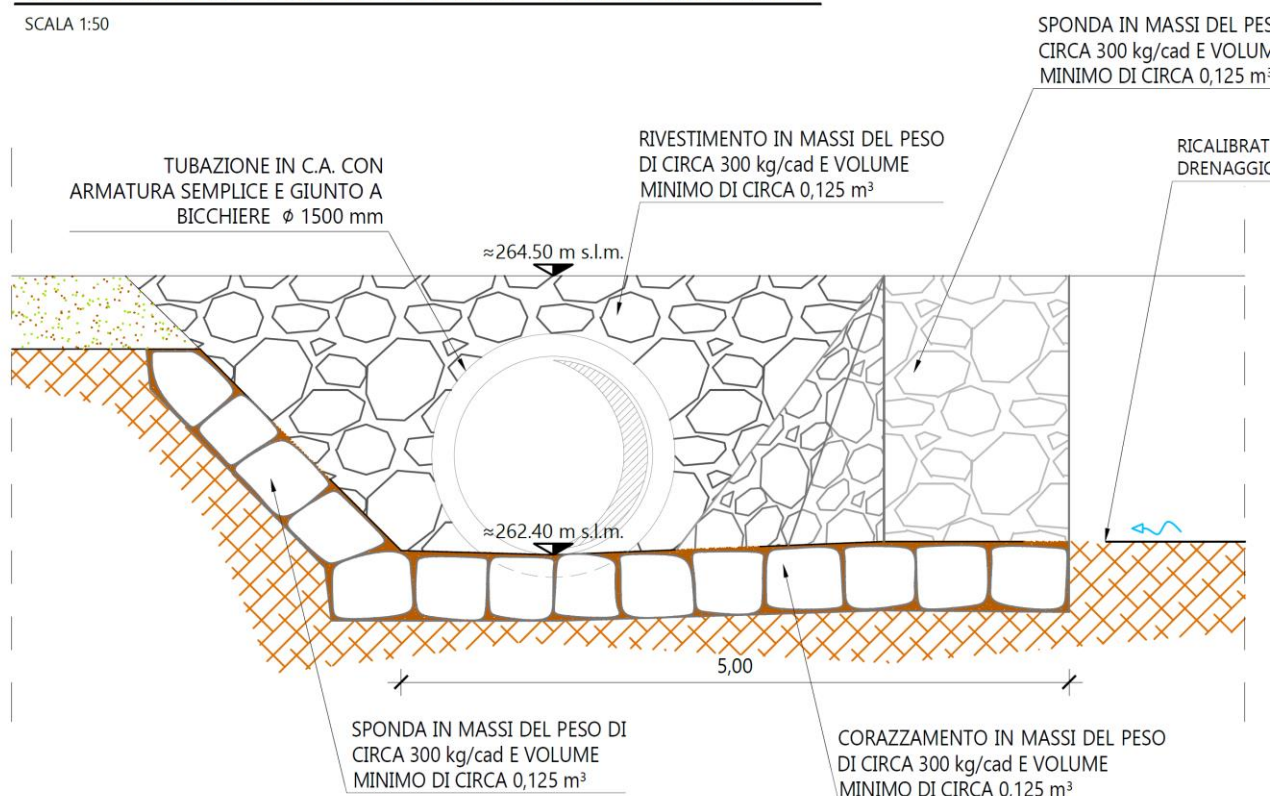 SCALA 1:50
SPONDA IN MASSI DEL PES
CIRCA 300 kg/cad E VOLUM
MINIMO DI CIRCA 0,125 m³
RIVESTIMENTO IN MASSI DEL PESO
DI CIRCA 300 kg/cad E VOLUME
MINIMO DI CIRCA 0,125 m³
RICALIBRAT
DRENAGGIO
TUBAZIONE IN C.A. CON
ARMATURA SEMPLICE E GIUNTO A
BICCHIERE ϕ 1500 mm
≈264.50 m s.l.m.
≈262.40 m s.l.m.
5,00
SPONDA IN MASSI DEL PESO DI
CIRCA 300 kg/cad E VOLUME
MINIMO DI CIRCA 0,125 m³
CORAZZAMENTO IN MASSI DEL PESO
DI CIRCA 300 kg/cad E VOLUME
MINIMO DI CIRCA 0,125 m³